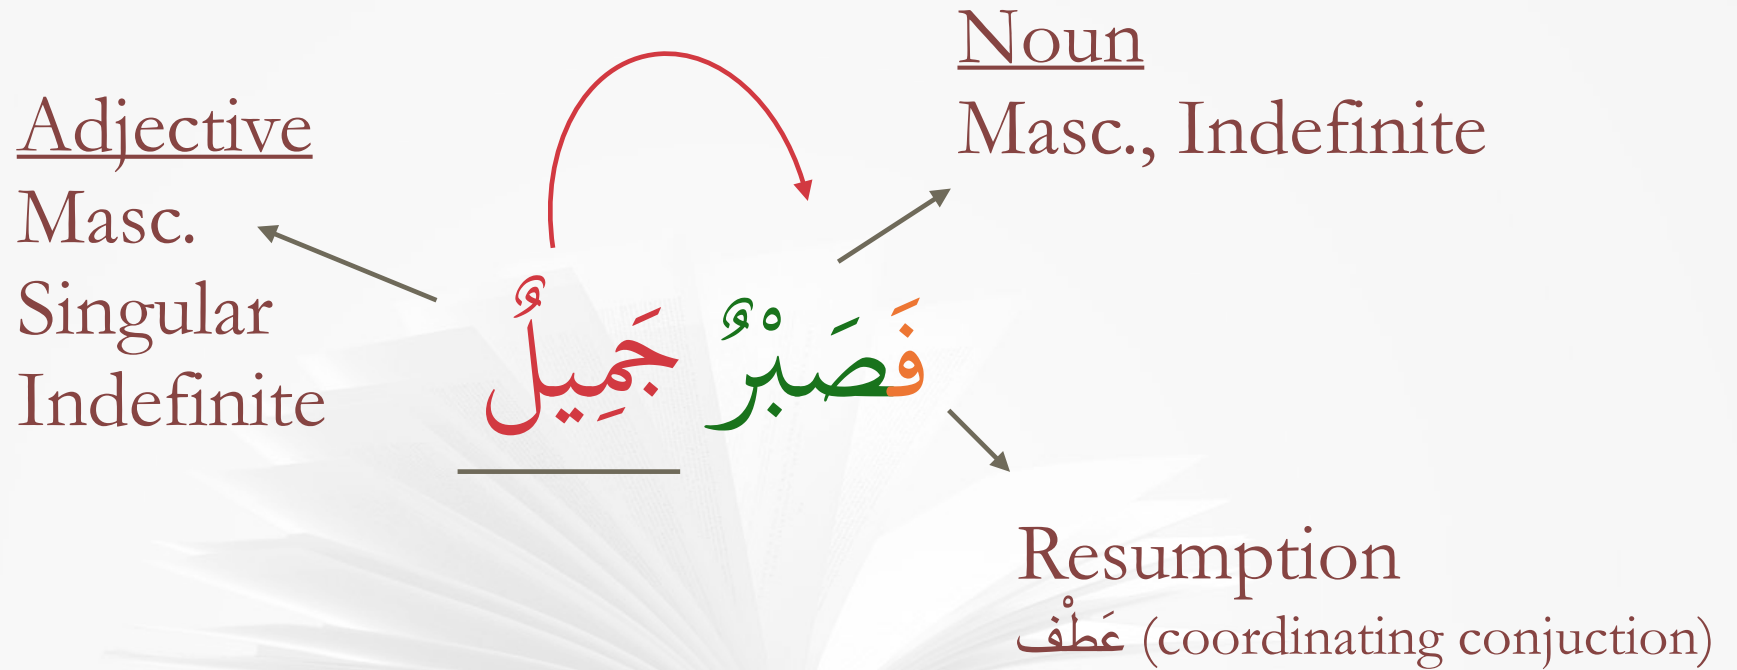 Noun
Masc., Indefinite
Adjective
Masc.
Singular
Indefinite
فَصَبْرٌ جَمِيلٌ
Resumption
عَطْف (coordinating conjuction)